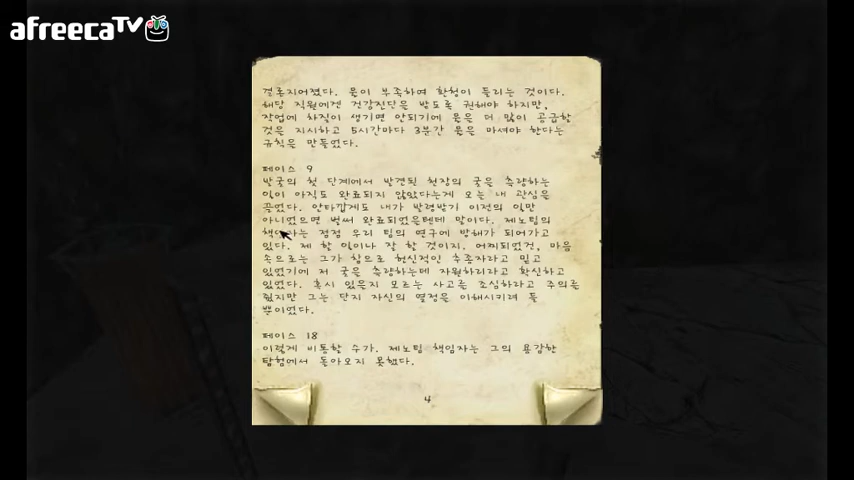 afreecaTV
결론지어졌다. 물이 부족하여 환청이 들리는 것이다.
해당 직원에겐 건강진단을 받도록 권해야 하지만,
작업에 차질이 생기면 안되기에 물을 더 많이 공급할
것을 지시하고 5시간마다 3분간 물을 마셔야 한다는
규칙을 만들었다.
페이스 9
발굴의 첫 단계에서 발견된 천장의 굴을 측량하는
일이 아직도 완료되지 않았다는게 오늘 내 관심을
끌었다. 안타깝게도 내가 발령받기 이전의 일만
아니었으면 벌써 완료되었을텐데 말이다. 제노팀의
는 점점 우리 팀의 연구에 방해가 되어가고
있다. 제 할 일이나 잘 할 것이지. 어찌되었건, 마음
속으로는 그가 참으로 헌신적인 추종자라고 믿고
있었기에 저 굴을 측량하는데 자원하리라고 확신하고
있었다. 혹시 있을지 모르는 사고를 조심하라고 주의를
줬지만 그는 단지 자신의 열정을 이해시키려 들
뿐이었다.
페이스 18
이렇게 비통할 수가. 제노팀 책임자는 그의 용감한
탐험에서 돌아오지 못했다.
4